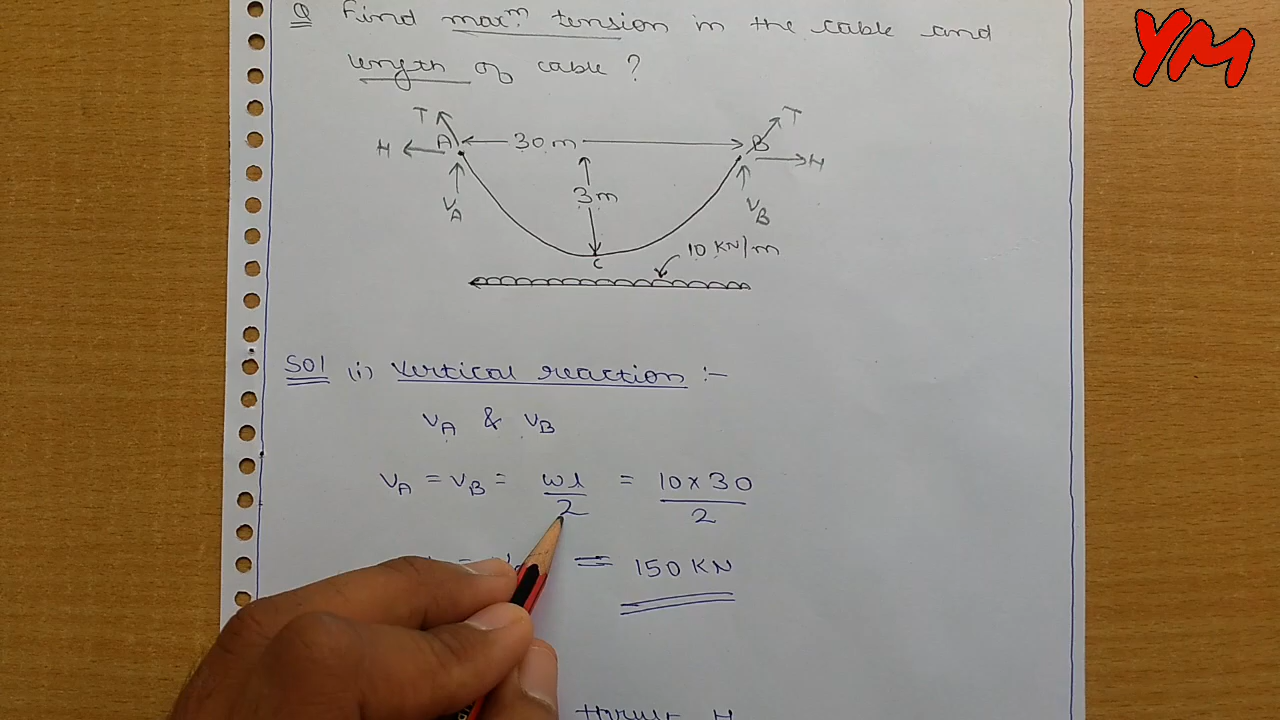 Q Find maxm tension in the cable and
length of cable ?
YM
T T
H A 30 m B H
VA 3 m VB
10 KN/m
C
Sol (i) Vertical reaction :-
VA & VB
VA = VB = wl/2 = 10 × 30/2
= 150 KN
thrust H